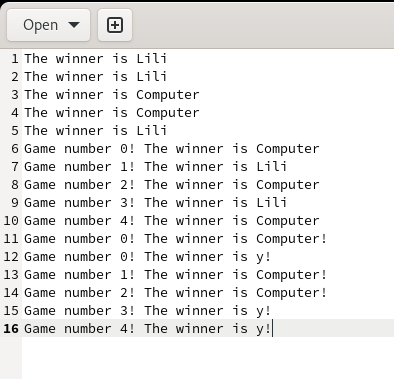 Open
1 The winner is Lili
2 The winner is Lili
3 The winner is Computer
4 The winner is Computer
5 The winner is Lili
6 Game number 0! The winner is Computer
7 Game number 1! The winner is Lili
8 Game number 2! The winner is Computer
9 Game number 3! The winner is Lili
10 Game number 4! The winner is Computer
11 Game number 0! The winner is Computer!
12 Game number 0! The winner is y!
13 Game number 1! The winner is Computer!
14 Game number 2! The winner is Computer!
15 Game number 3! The winner is y!
16 Game number 4! The winner is y!